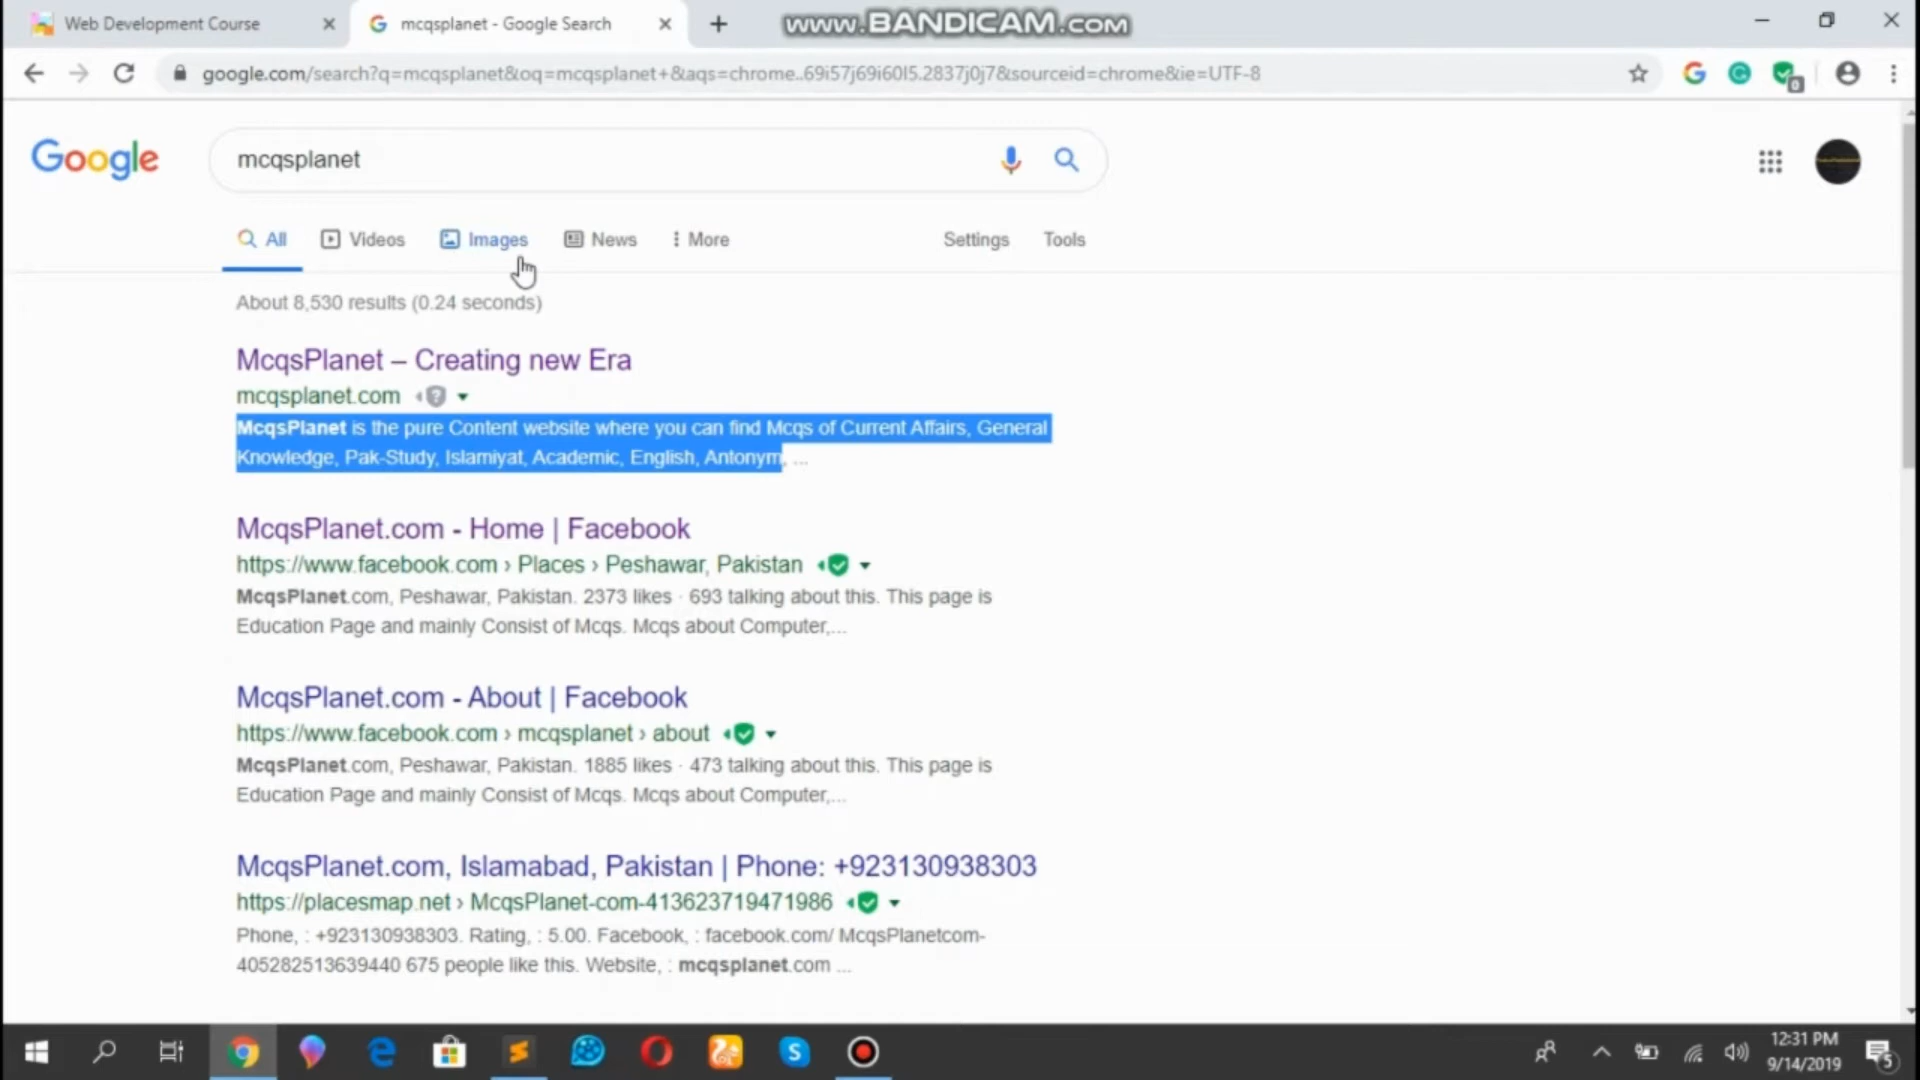 Web Development Course
mcqsplanet - Google Search
www.BANDICAM.com
google.com/search?q=mcqsplanet&oq=mcqsplanet+&aqs=chrome..69i57j69i60l5.2837j0j7&sourceid=chrome&ie=UTF-8
0
Google
mcqsplanet
All
Videos
Images
News
More
Settings
Tools
About 8,530 results (0.24 seconds)
McqsPlanet – Creating new Era
mcqsplanet.com
McqsPlanet is the pure Content website where you can find Mcqs of Current Affairs, General
Knowledge, Pak-Study, Islamiyat, Academic, English, Antonym, ...
McqsPlanet.com - Home | Facebook
https://www.facebook.com › Places › Peshawar, Pakistan
McqsPlanet.com, Peshawar, Pakistan. 2373 likes · 693 talking about this. This page is
Education Page and mainly Consist of Mcqs. Mcqs about Computer,...
McqsPlanet.com - About | Facebook
https://www.facebook.com › mcqsplanet › about
McqsPlanet.com, Peshawar, Pakistan. 1885 likes · 473 talking about this. This page is
Education Page and mainly Consist of Mcqs. Mcqs about Computer,...
McqsPlanet.com, Islamabad, Pakistan | Phone: +923130938303
https://placesmap.net › McqsPlanet-com-413623719471986
Phone, : +923130938303. Rating, : 5.00. Facebook, : facebook.com/ McqsPlanetcom-
405282513639440 675 people like this. Website, : mcqsplanet.com ...
12:31 PM
9/14/2019
5